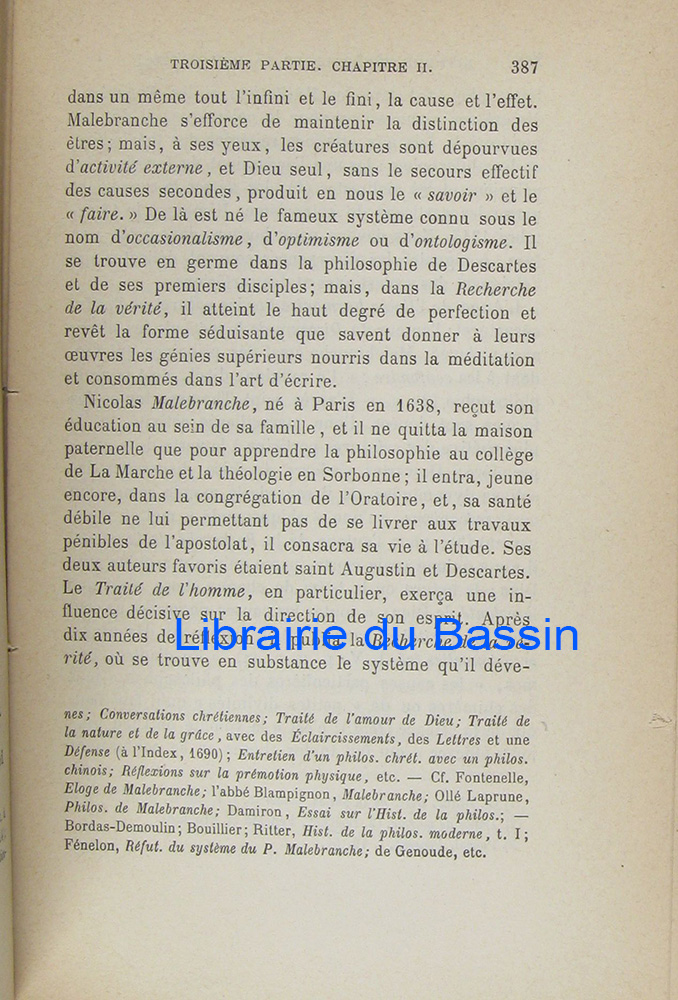 TROISIÈME PARTIE. CHAPITRE II. 387
dans un même tout l'infini et le fini, la cause et l'effet.
Malebranche s'efforce de maintenir la distinction des
êtres; mais, à ses yeux, les créatures sont dépourvues
d'activité externe, et Dieu seul, sans le secours effectif
des causes secondes, produit en nous le « savoir » et le
« faire. » De là est né le fameux système connu sous le
nom d'occasionalisme, d'optimisme ou d'ontologisme. Il
se trouve en germe dans la philosophie de Descartes
et de ses premiers disciples; mais, dans la Recherche
de la vérité, il atteint le haut degré de perfection et
revêt la forme séduisante que savent donner à leurs
œuvres les génies supérieurs nourris dans la méditation
et consommés dans l'art d'écrire.
Nicolas Malebranche, né à Paris en 1638, reçut son
éducation au sein de sa famille, et il ne quitta la maison
paternelle que pour apprendre la philosophie au collège
de La Marche et la théologie en Sorbonne; il entra, jeune
encore, dans la congrégation de l'Oratoire, et, sa santé
débile ne lui permettant pas de se livrer aux travaux
pénibles de l'apostolat, il consacra sa vie à l'étude. Ses
deux auteurs favoris étaient saint Augustin et Descartes.
Le Traité de l'homme, en particulier, exerça une in-
fluence décisive sur la direction de son esprit. Après
dix années de réflexion il publia la Recherche de la vé-
Librairie du Bassin
rité, où se trouve en substance le système qu'il déve-
nes; Conversations chrétiennes; Traité de l'amour de Dieu; Traité de
la nature et de la grâce, avec des Éclaircissements, des Lettres et une
Défense (à l'Index, 1690); Entretien d'un philos. chrét. avec un philos.
chinois; Réflexions sur la prémotion physique, etc. — Cf. Fontenelle,
Eloge de Malebranche; l'abbé Blampignon, Malebranche; Ollé Laprune,
Philos. de Malebranche; Damiron, Essai sur l'Hist. de la philos.; —
Bordas-Demoulin; Bouillier; Ritter, Hist. de la philos. moderne, t. I;
Fénelon, Réfut. du système du P. Malebranche; de Genoude, etc.